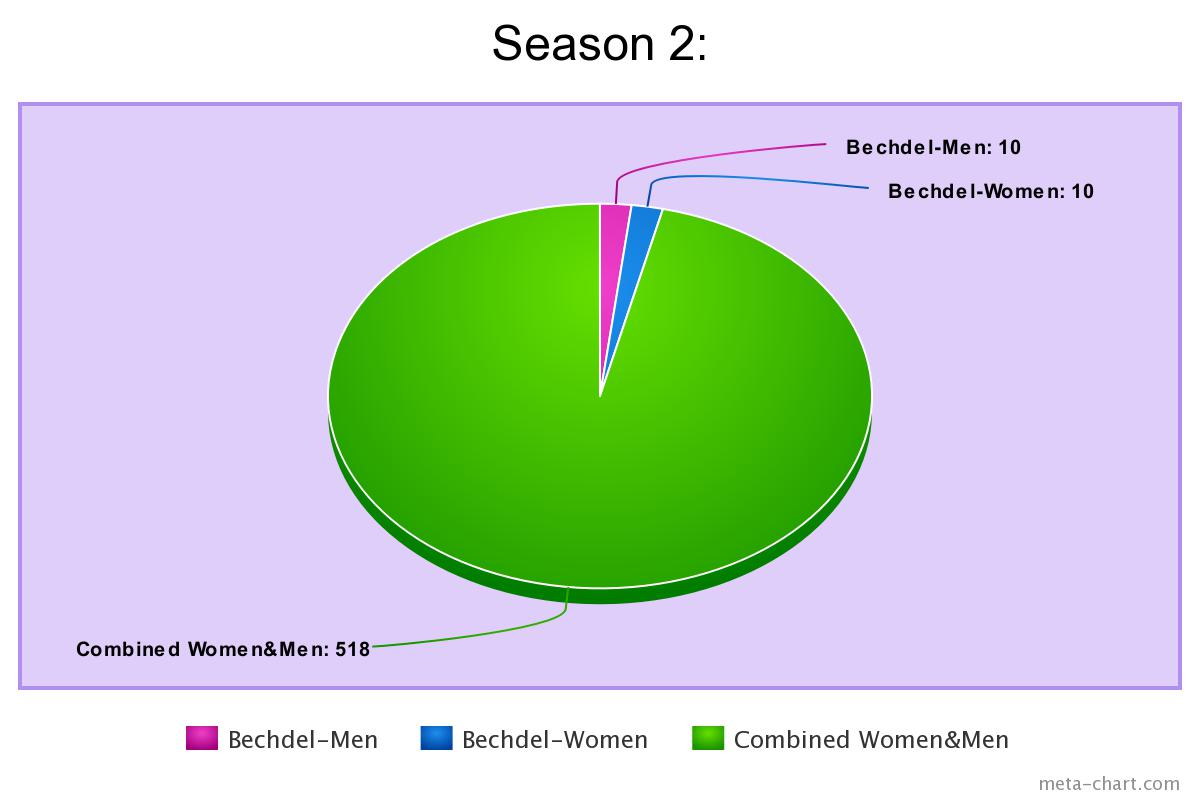 Season 2:
Bechdel-Men: 10
Bechdel-Women: 10
Combined Women&Men: 518
Bechdel-Men
Bechdel-Women
Combined Women&Men
meta-chart.com